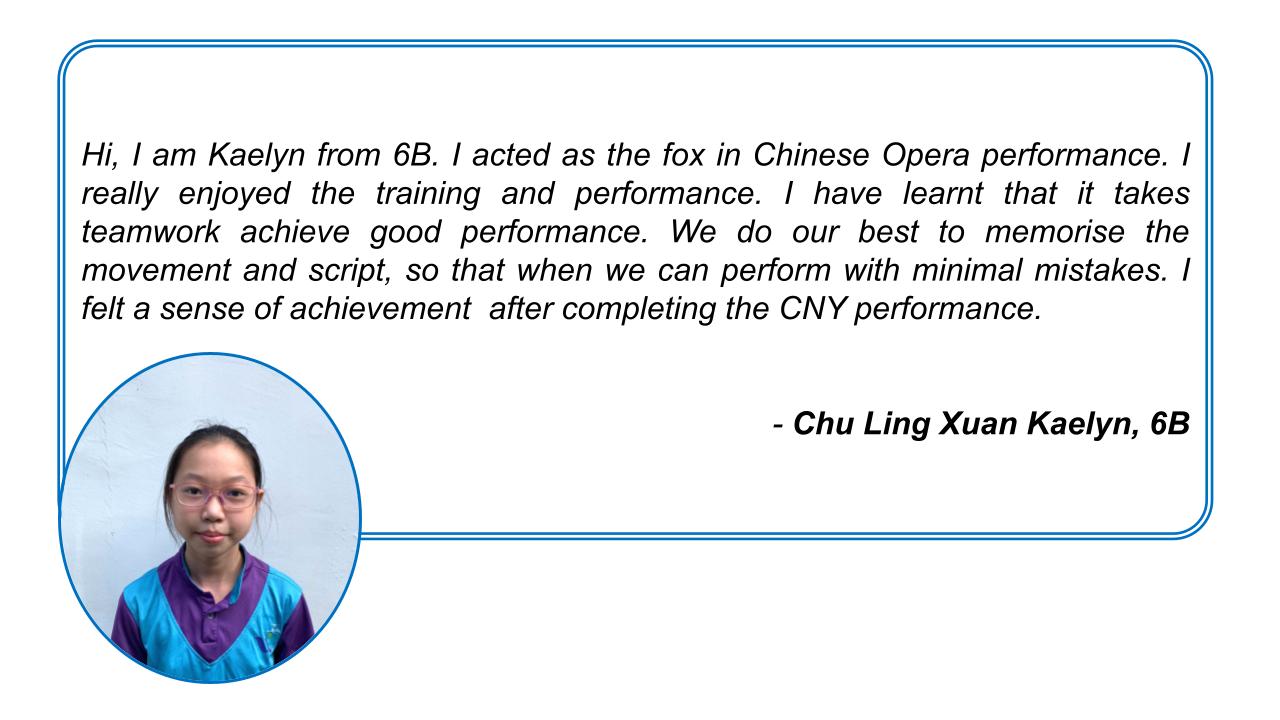 Hi, I am Kaelyn from 6B. I acted as the fox in Chinese Opera performance. I
really enjoyed the training and performance. I have learnt that it takes
teamwork achieve good performance. We do our best to memorise the
movement and script, so that when we can perform with minimal mistakes. I
felt a sense of achievement  after completing the CNY performance.
- Chu Ling Xuan Kaelyn, 6B